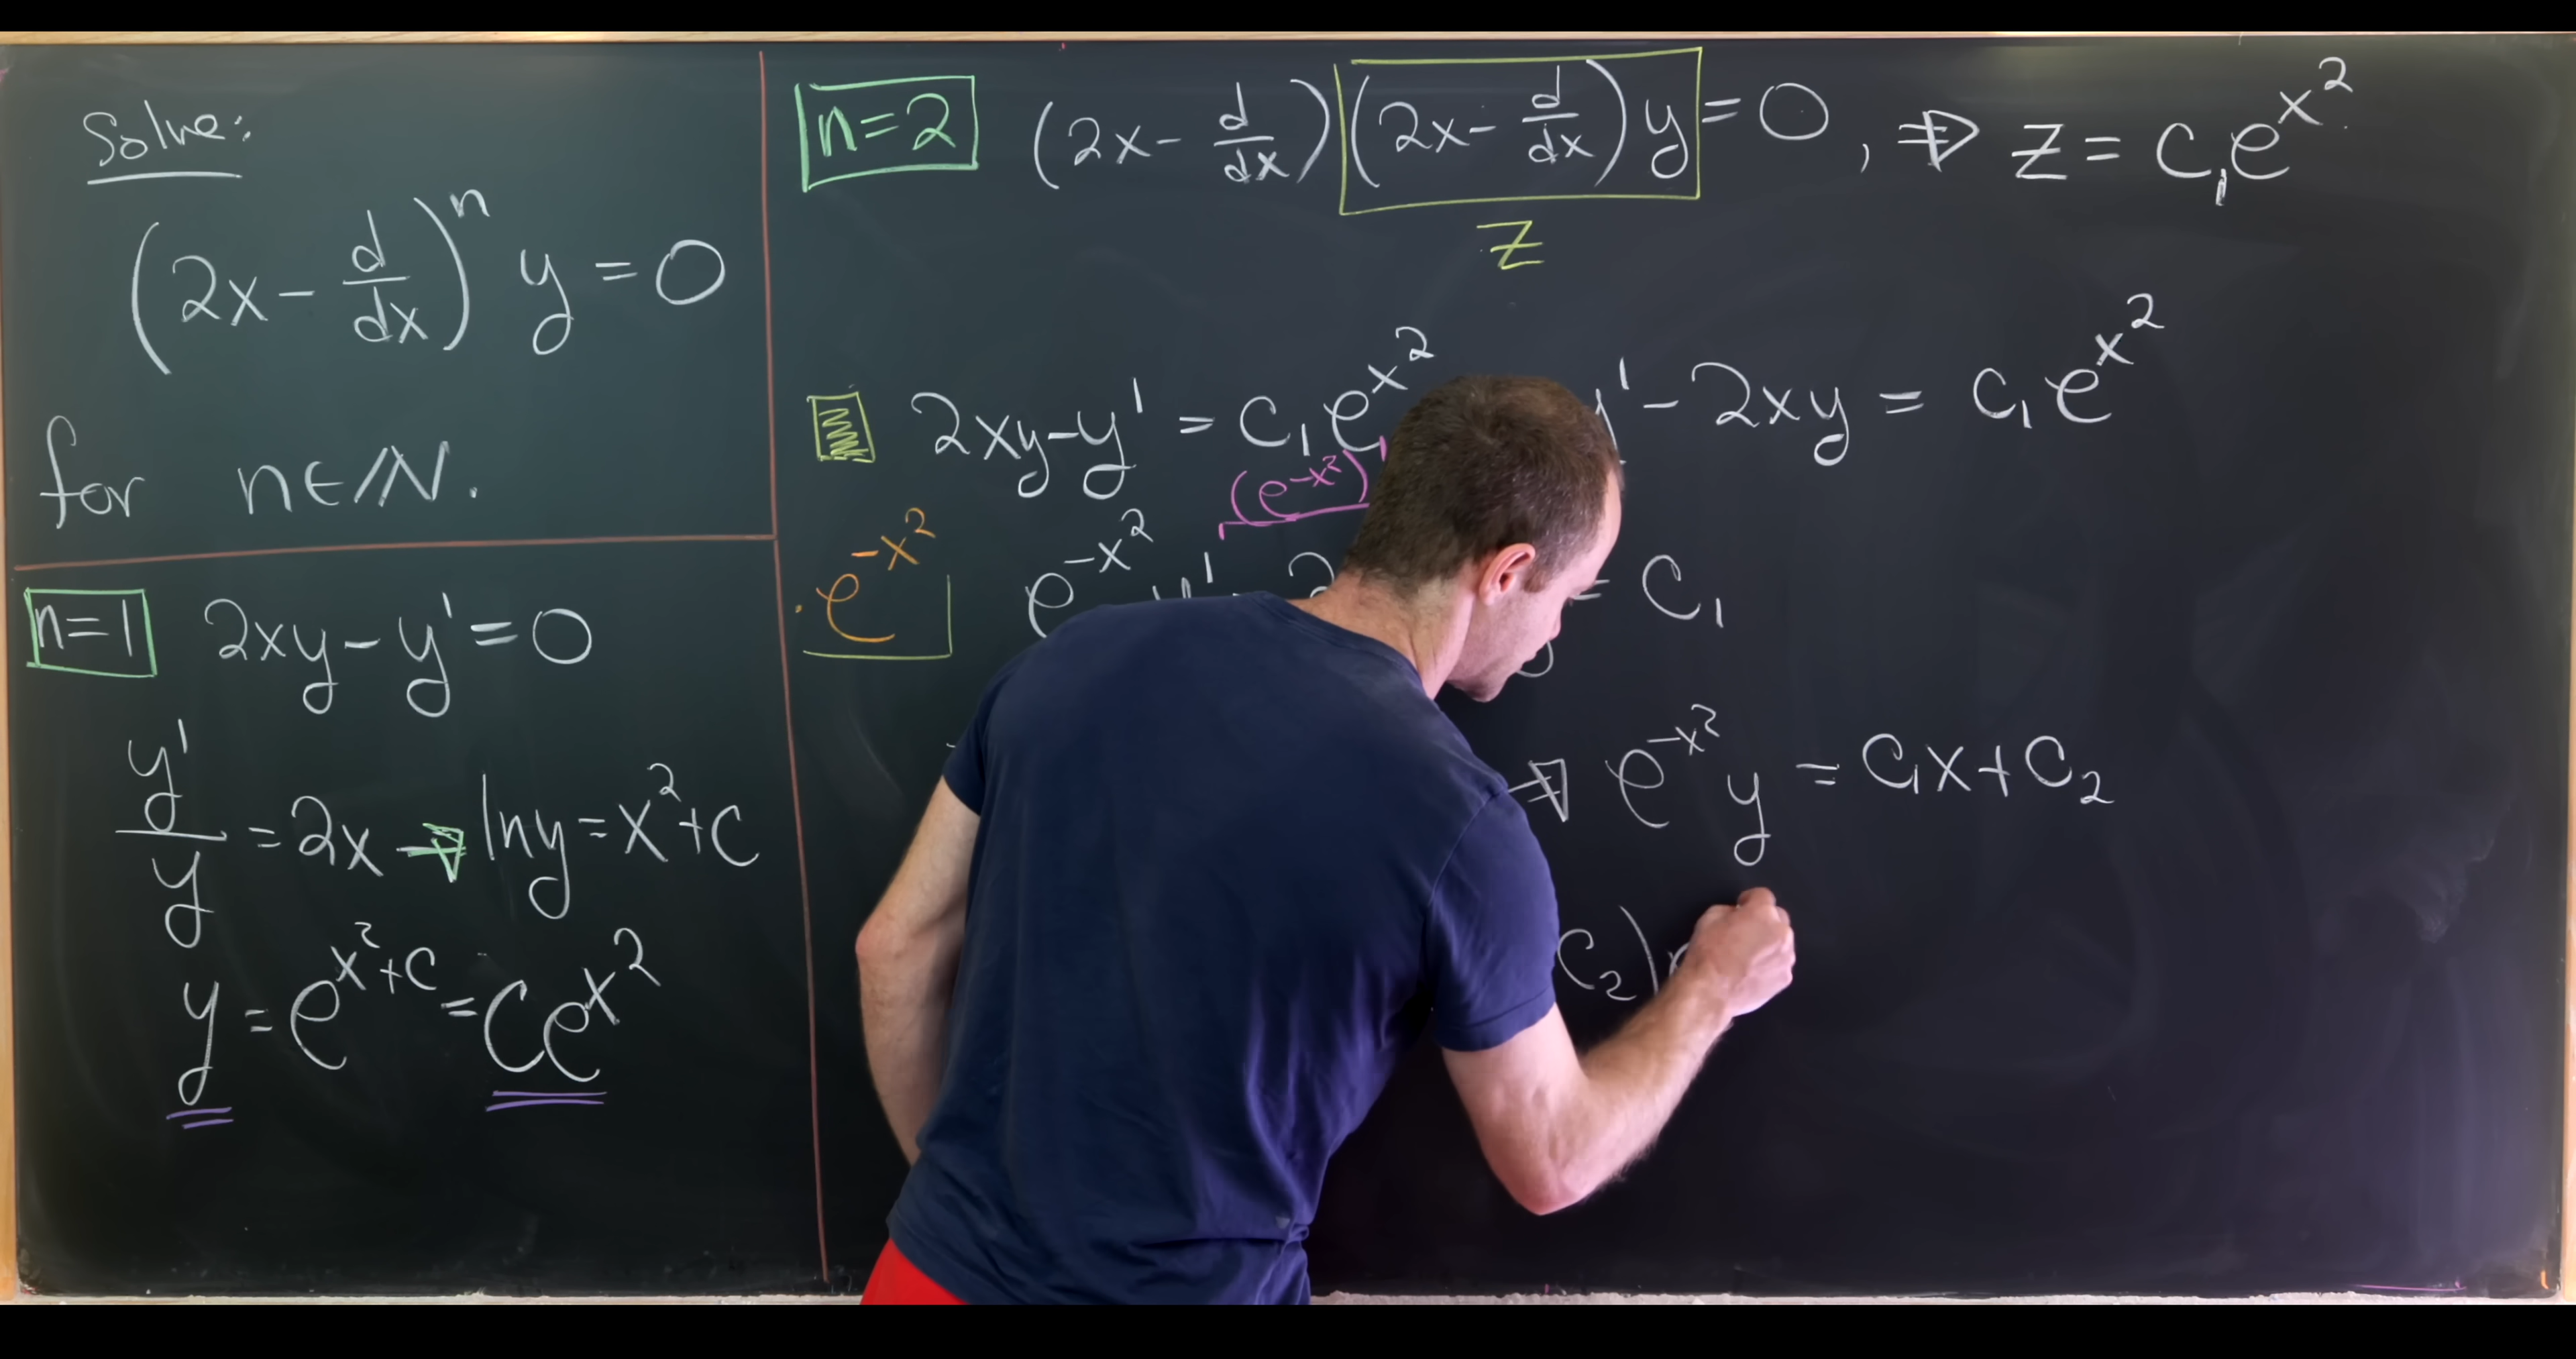 Solve:
(2x - d/dx)^n y = 0
for n∈ℕ.
n=1 2xy - y' = 0
y'/y = 2x → ln y = x² + c
y = e^(x²+c) = Ce^(x²)
n=2 (2x - d/dx)(2x - d/dx)y = 0, ⇒ z = c₁e^(x²)
z
2xy - y' = c₁e^(x²) y' - 2xy = c₁e^(x²)
(e^(-x²))'
·e^(-x²) e^(-x²) y' - 2 = c₁
⇒ e^(-x²) y = c₁x + c₂
c₂)